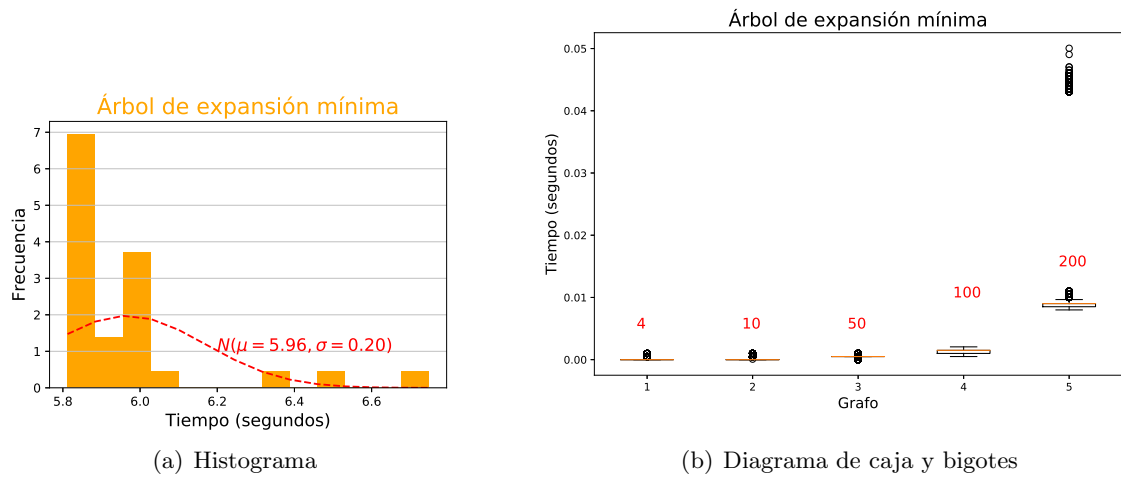 Árbol de expansión mínima
7
6
5
4
3
2
1
0
Frecuencia
N(μ = 5.96, σ = 0.20)
5.8 6.0 6.2 6.4 6.6
Tiempo (segundos)
(a) Histograma
Árbol de expansión mínima
0.05
0.04
0.03
0.02
0.01
0.00
Tiempo (segundos)
4 10 50 100 200
1 2 3 4 5
Grafo
(b) Diagrama de caja y bigotes